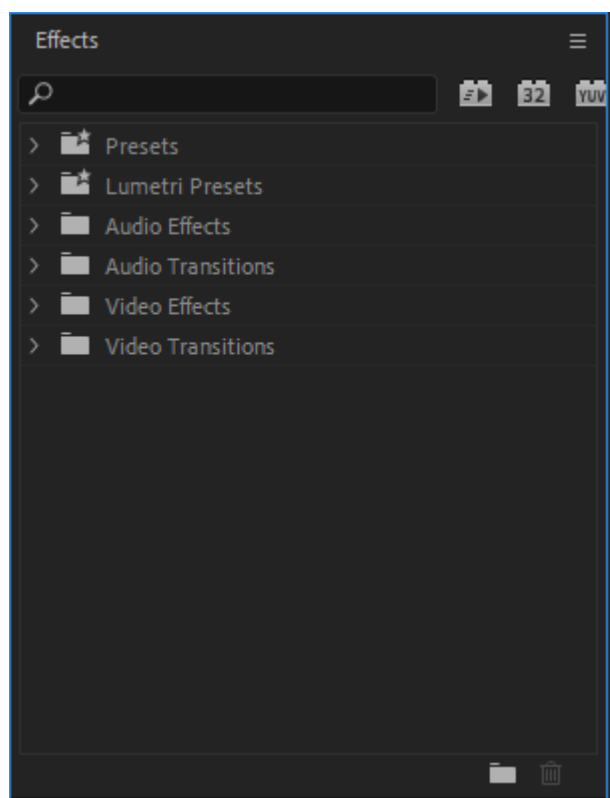 Effects
32 YUV
Presets
Lumetri Presets
Audio Effects
Audio Transitions
Video Effects
Video Transitions